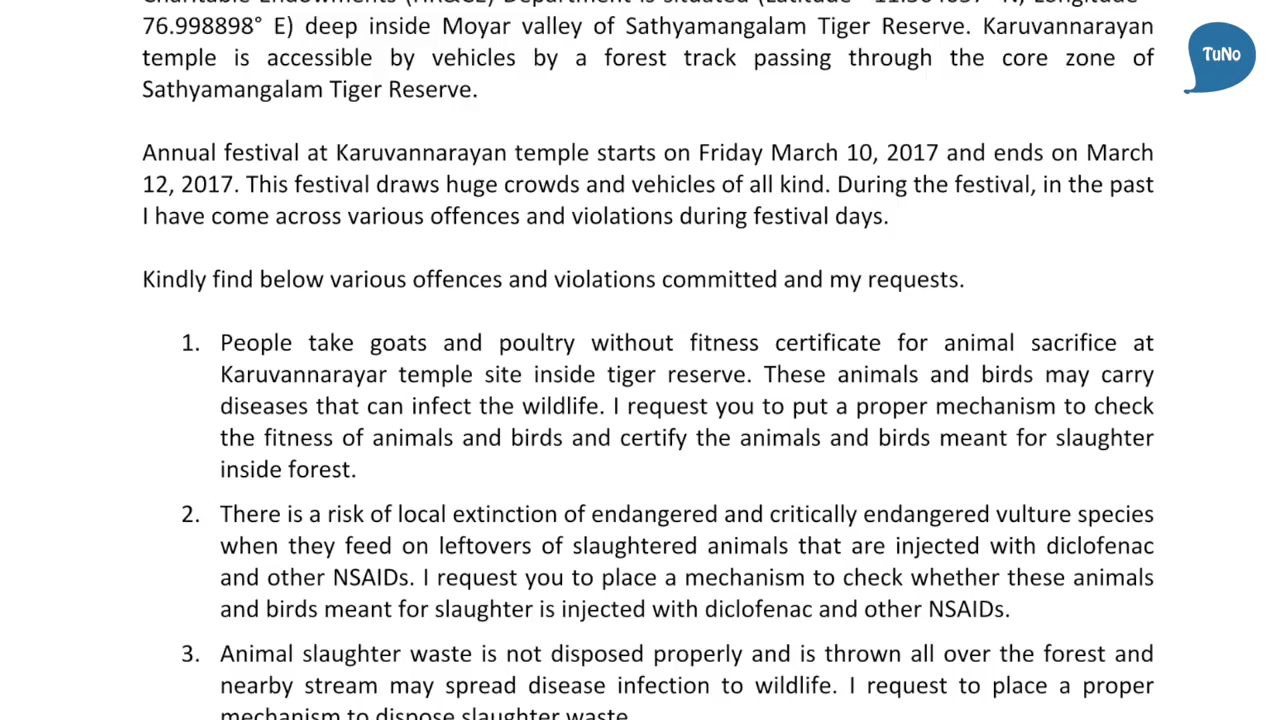 76.998898° E) deep inside Moyar valley of Sathyamangalam Tiger Reserve. Karuvannarayan
temple is accessible by vehicles by a forest track passing through the core zone of
Sathyamangalam Tiger Reserve.
Annual festival at Karuvannarayan temple starts on Friday March 10, 2017 and ends on March
12, 2017. This festival draws huge crowds and vehicles of all kind. During the festival, in the past
I have come across various offences and violations during festival days.
Kindly find below various offences and violations committed and my requests.
1. People take goats and poultry without fitness certificate for animal sacrifice at
Karuvannarayar temple site inside tiger reserve. These animals and birds may carry
diseases that can infect the wildlife. I request you to put a proper mechanism to check
the fitness of animals and birds and certify the animals and birds meant for slaughter
inside forest.
2. There is a risk of local extinction of endangered and critically endangered vulture species
when they feed on leftovers of slaughtered animals that are injected with diclofenac
and other NSAIDs. I request you to place a mechanism to check whether these animals
and birds meant for slaughter is injected with diclofenac and other NSAIDs.
3. Animal slaughter waste is not disposed properly and is thrown all over the forest and
nearby stream may spread disease infection to wildlife. I request to place a proper
mechanism to dispose slaughter waste
TuNo